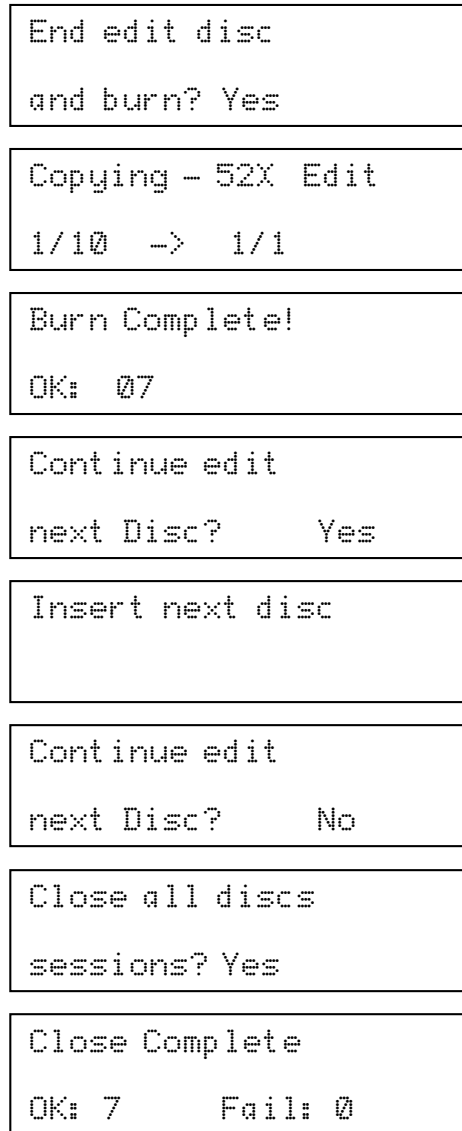 End edit disc
and burn? Yes
Copying – 52X Edit
1/10 –> 1/1
Burn Complete!
OK: 07
Continue edit
next Disc? Yes
Insert next disc
Continue edit
next Disc? No
Close all discs
sessions? Yes
Close Complete
OK: 7 Fail: 0